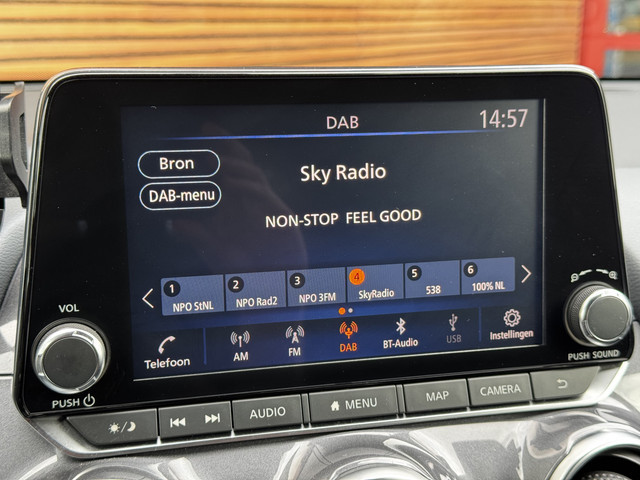 DAB 14:57
Bron
DAB-menu
Sky Radio
NON-STOP FEEL GOOD
1 2 3 4 5 6
NPO StNL NPO Rad2 NPO 3FM SkyRadio 538 100% NL
Telefoon AM FM DAB BT-Audio USB Instellingen
VOL
PUSH
PUSH SOUND
AUDIO MENU MAP CAMERA